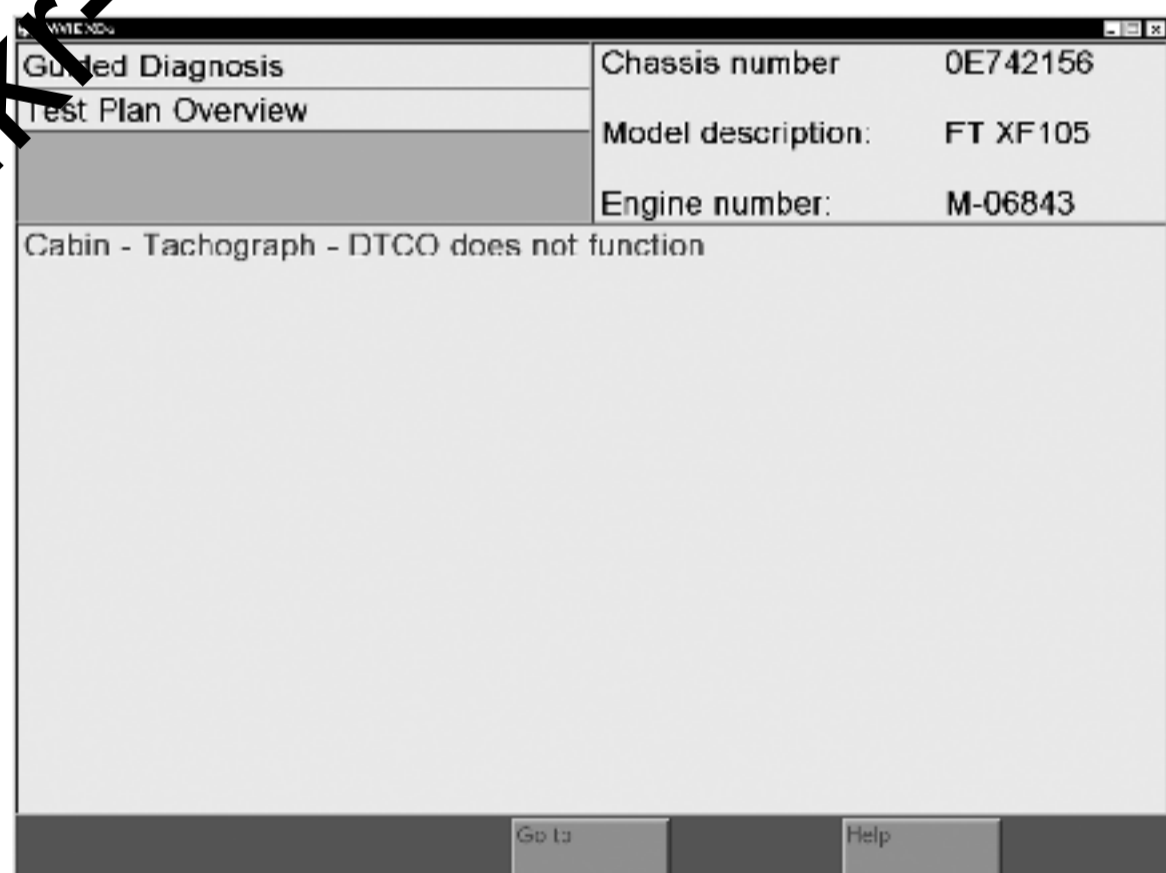 Guided Diagnosis
Test Plan Overview
Chassis number 0E742156
Model description: FT XF105
Engine number: M-06843
Cabin - Tachograph - DTCO does not function
Go to
Help